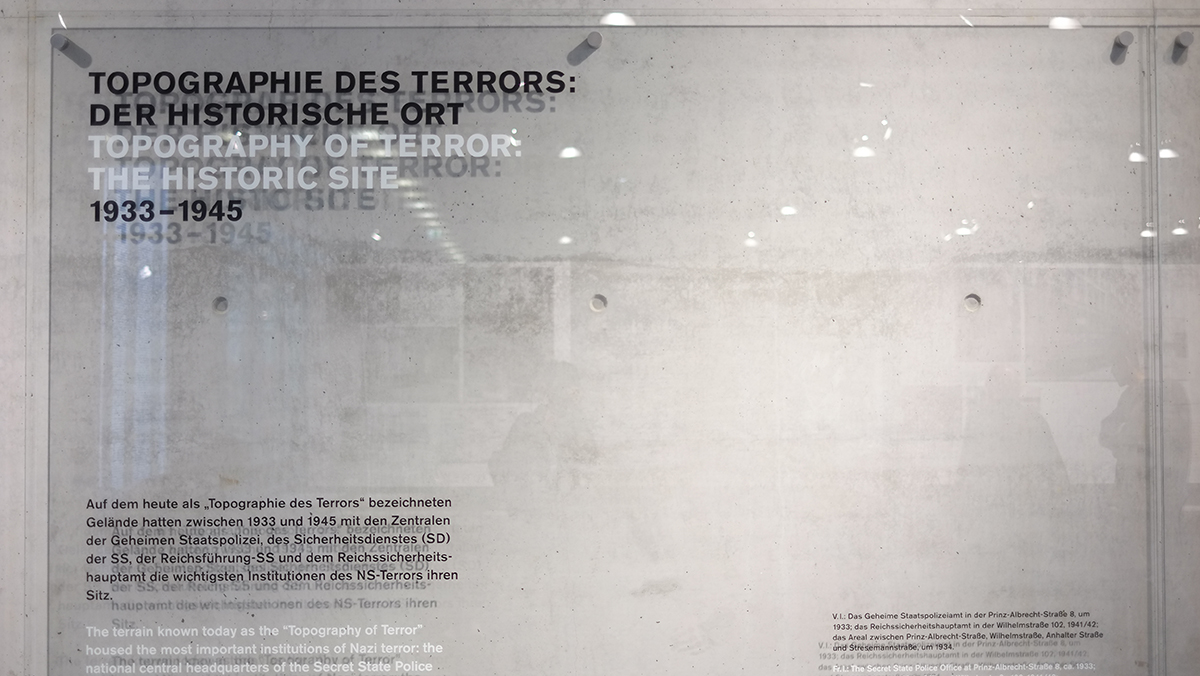 TOPOGRAPHIE DES TERRORS:
DER HISTORISCHE ORT
TOPOGRAPHY OF TERROR:
THE HISTORIC SITE
1933–1945
Auf dem heute als „Topographie des Terrors“ bezeichneten
Gelände hatten zwischen 1933 und 1945 mit den Zentralen
der Geheimen Staatspolizei, des Sicherheitsdienstes (SD)
der SS, der Reichsführung-SS und dem Reichssicherheits-
hauptamt die wichtigsten Institutionen des NS-Terrors ihren
Sitz.
The terrain known today as the “Topography of Terror”
housed the most important institutions of Nazi terror: the
national central headquarters of the Secret State Police
V.l.: Das Geheime Staatspolizeiamt in der Prinz-Albrecht-Straße 8, um
1933; das Reichssicherheitshauptamt in der Wilhelmstraße 102, 1941/42;
das Areal zwischen Prinz-Albrecht-Straße, Wilhelmstraße, Anhalter Straße
und Stresemannstraße, um 1934.
Fr.l.: The Secret State Police Office at Prinz-Albrecht-Straße 8, ca. 1933;